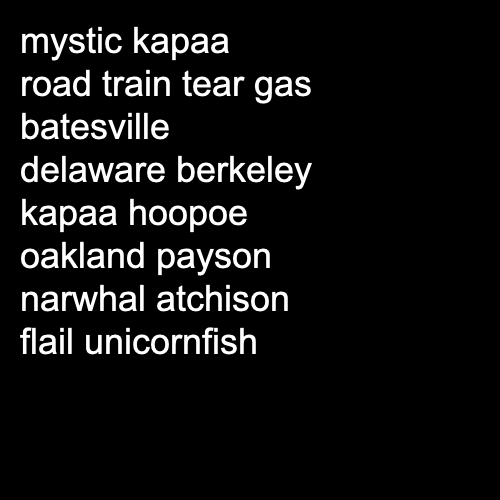 mystic kapaa
road train tear gas
batesville
delaware berkeley
kapaa hoopoe
oakland payson
narwhal atchison
flail unicornfish